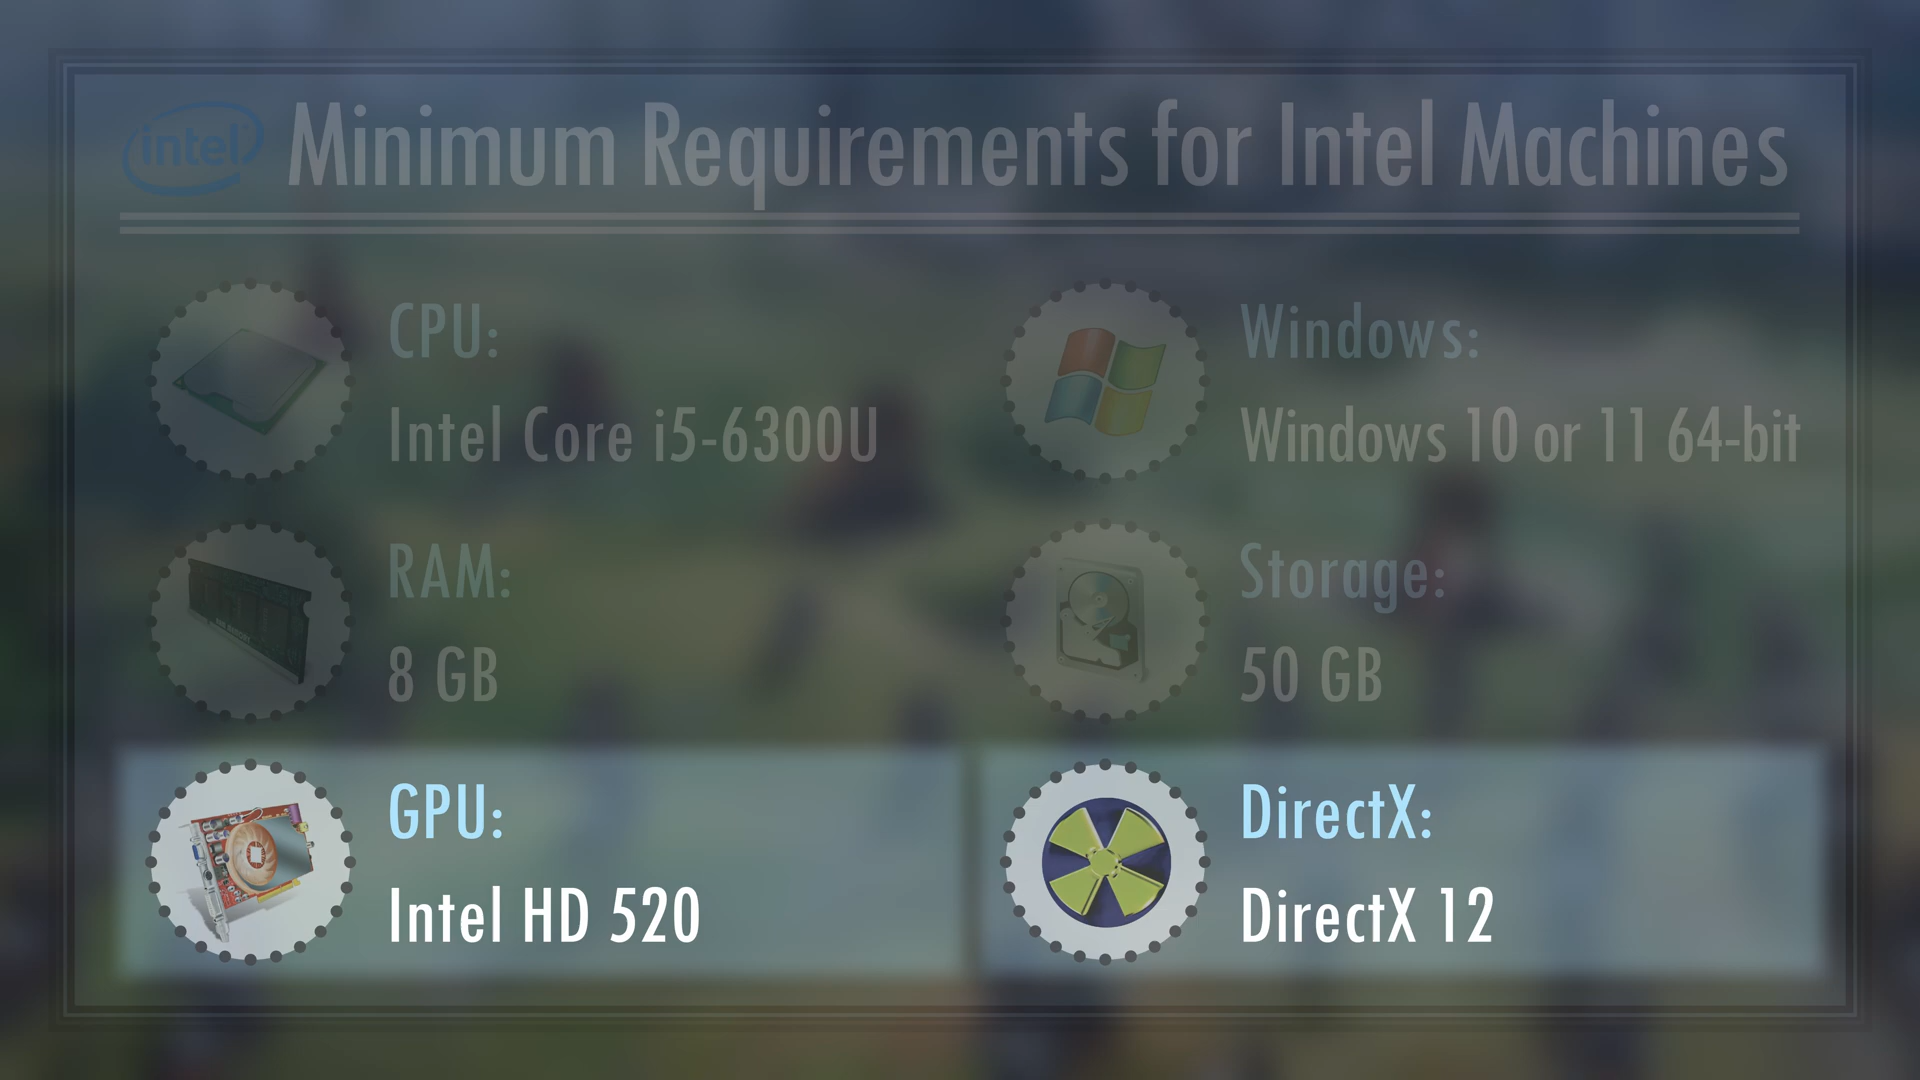 intel Minimum Requirements for Intel Machines
CPU:
Intel Core i5-6300U
Windows:
Windows 10 or 11 64-bit
RAM:
8 GB
Storage:
50 GB
GPU:
Intel HD 520
DirectX:
DirectX 12